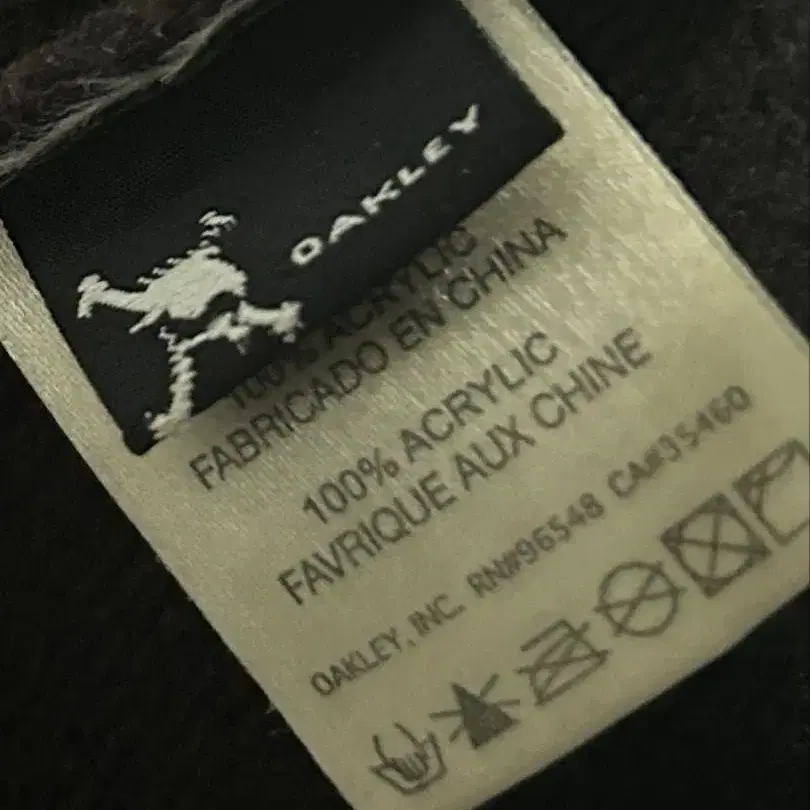 OAKLEY
100% ACRYLIC
FABRICADO EN CHINA
100% ACRYLIC
FAVRIQUE AUX CHINE
OAKLEY, INC. RN#96548 CA#35460